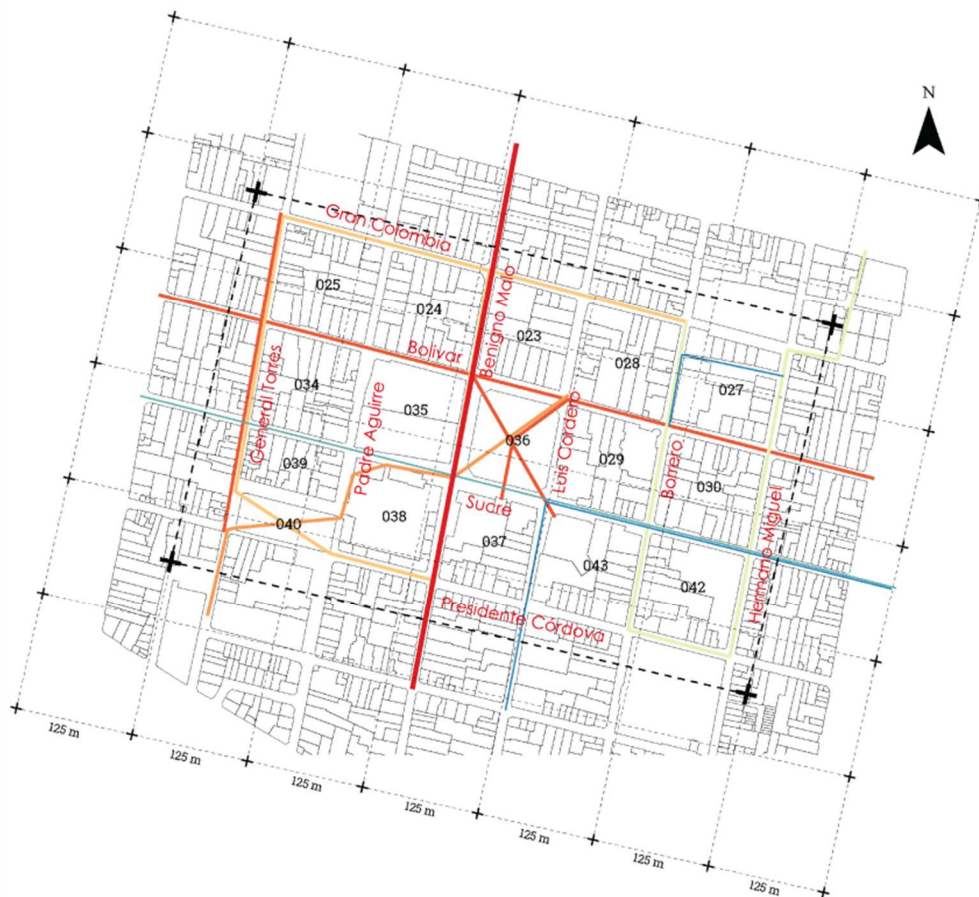 N
Gran Colombia
025
024
Benigno Malo
023
Bolivar
028
027
General Torres
034
Padre Aguirre
035
036
Luis Cordero
029
Borrero
030
039
Hermano Miguel
Sucre
038
040
037
043
042
Presidente Córdova
125 m
125 m
125 m
125 m
125 m
125 m
125 m